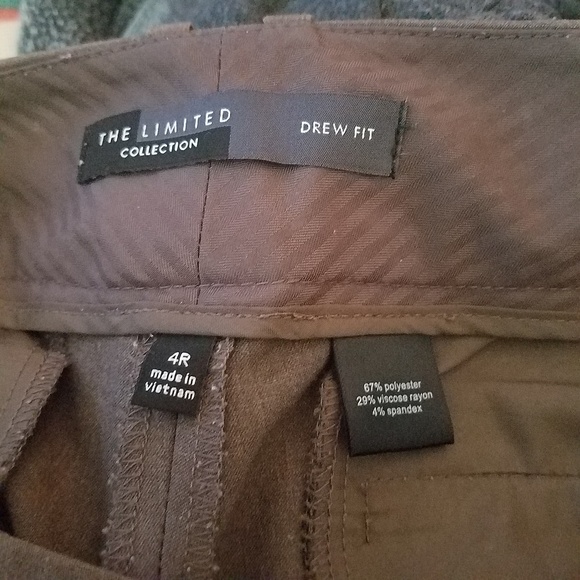 THE LIMITED
COLLECTION
DREW FIT
4R
made in
vietnam
67% polyester
29% viscose rayon
4% spandex